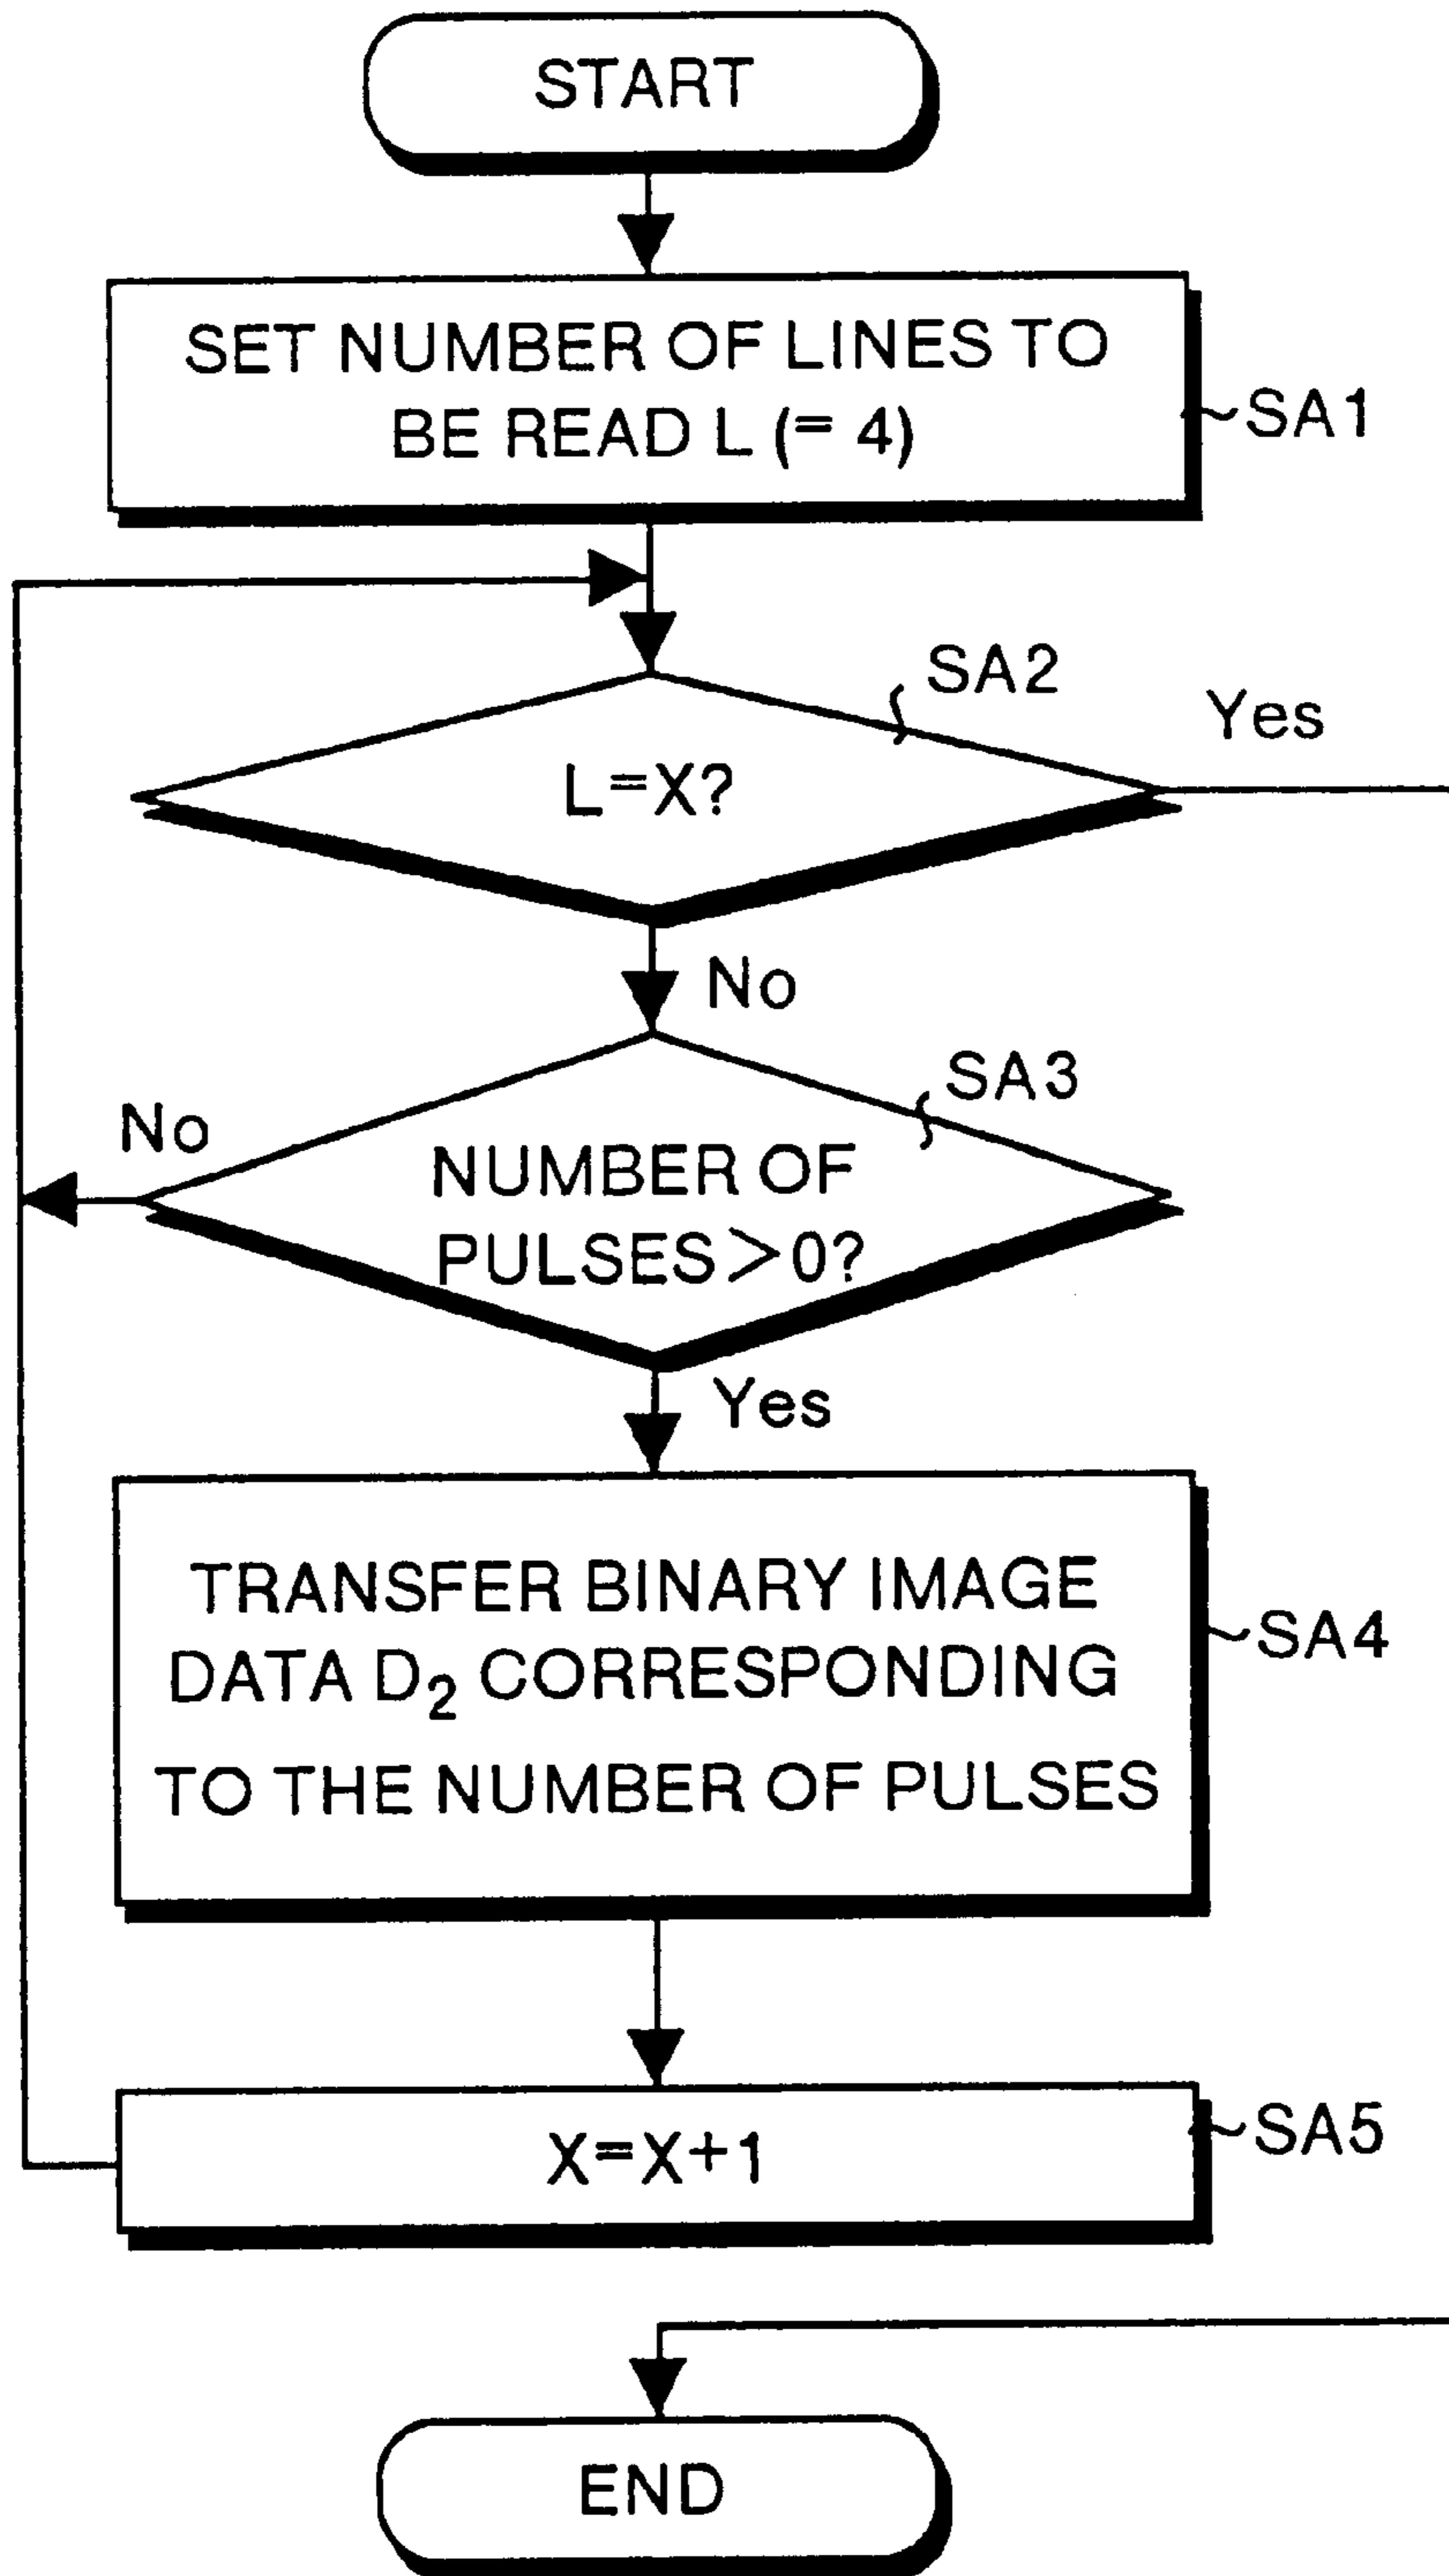 START
SET NUMBER OF LINES TO
BE READ L (= 4)
SA1
SA2
Yes
L=X?
No
SA3
No
NUMBER OF
PULSES>0?
Yes
TRANSFER BINARY IMAGE
DATA D₂ CORRESPONDING
TO THE NUMBER OF PULSES
SA4
X=X+1
SA5
END